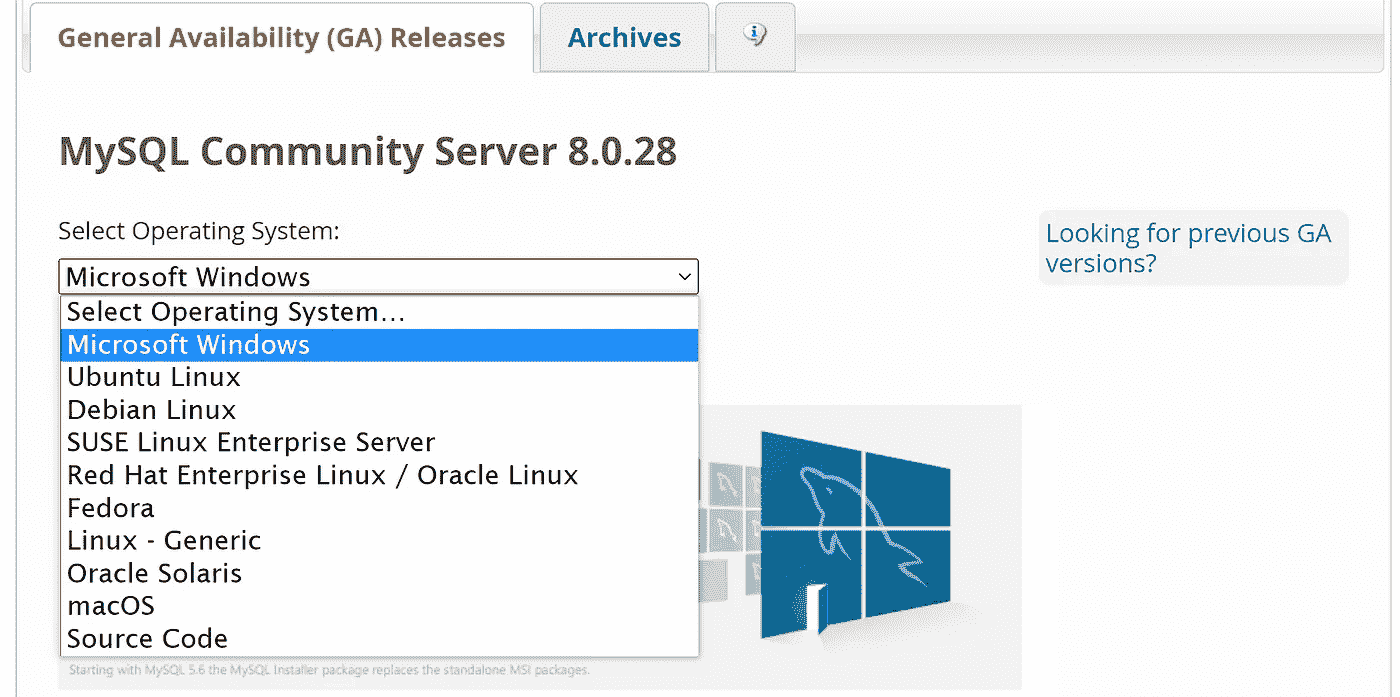 General Availability (GA) Releases
Archives
MySQL Community Server 8.0.28
Select Operating System:
Looking for previous GA
versions?
Microsoft Windows
Select Operating System...
Microsoft Windows
Ubuntu Linux
Debian Linux
SUSE Linux Enterprise Server
Red Hat Enterprise Linux / Oracle Linux
Fedora
Linux - Generic
Oracle Solaris
macOS
Source Code
Starting with MySQL 5.6 the MySQL Installer package replaces the standalone MSI packages.